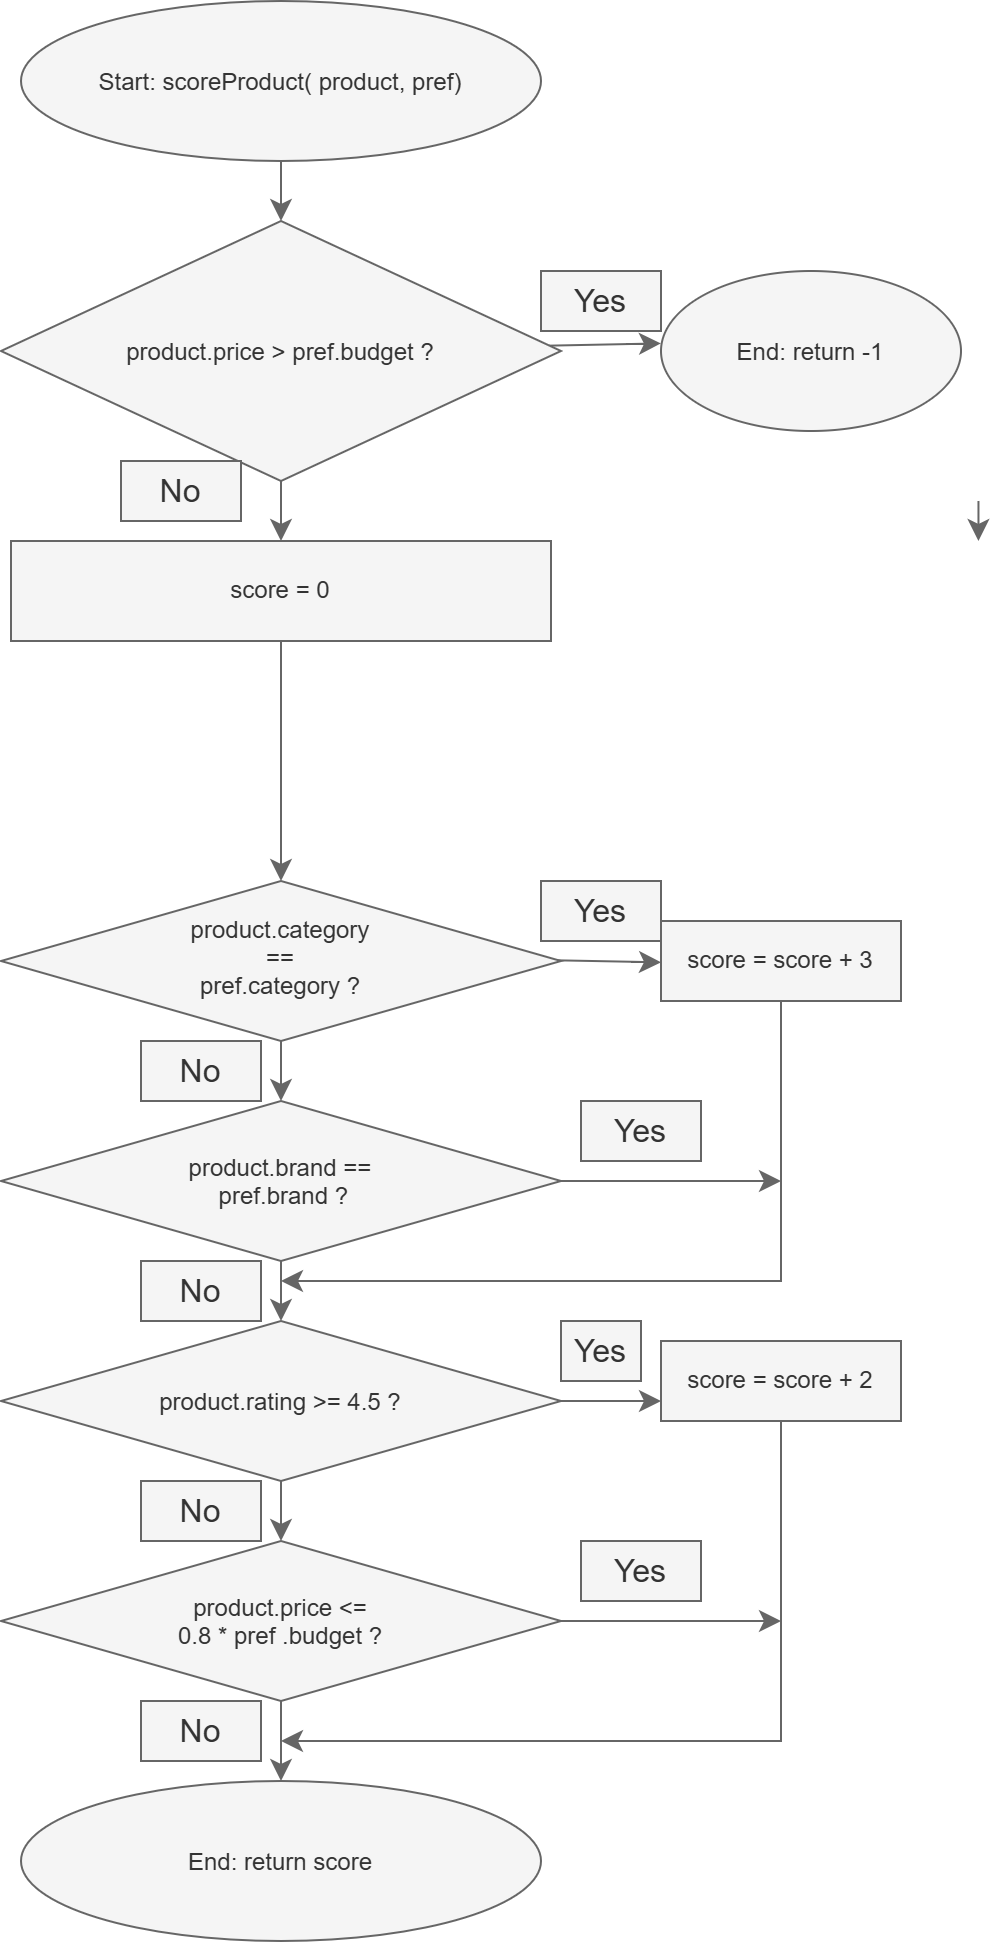 Start: scoreProduct( product, pref)
product.price > pref.budget ?
Yes
End: return -1
No
score = 0
product.category
==
pref.category ?
Yes
score = score + 3
No
product.brand ==
pref.brand ?
Yes
No
product.rating >= 4.5 ?
Yes
score = score + 2
No
product.price <=
0.8 * pref .budget ?
Yes
No
End: return score